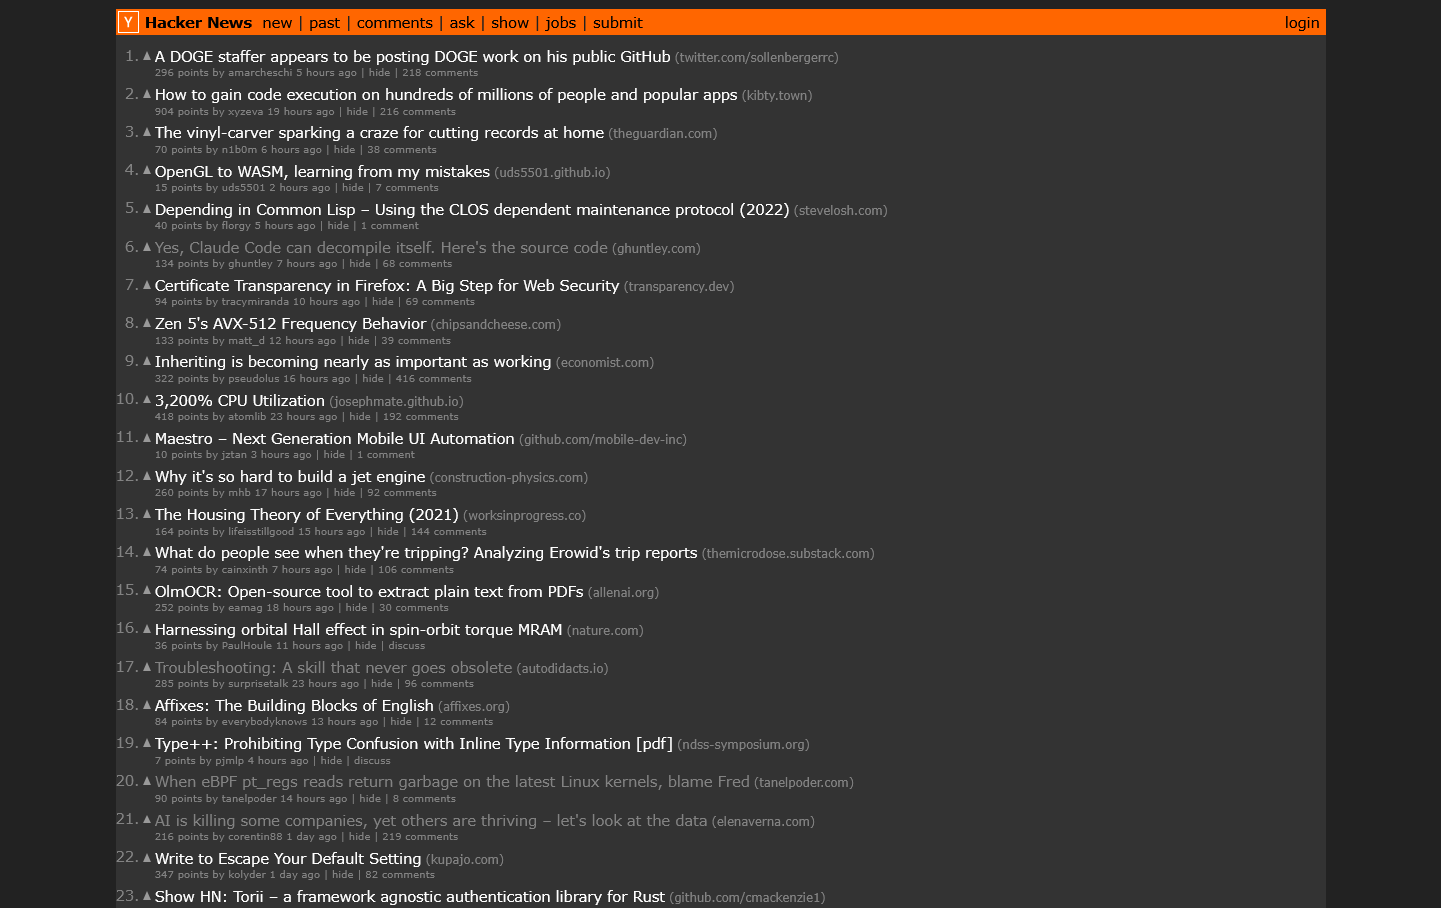 Y Hacker News new | past | comments | ask | show | jobs | submit login
1. ▲ A DOGE staffer appears to be posting DOGE work on his public GitHub (twitter.com/sollenbergerrc)
296 points by amarcheschi 5 hours ago | hide | 218 comments
2. ▲ How to gain code execution on hundreds of millions of people and popular apps (kibty.town)
904 points by xyzeva 19 hours ago | hide | 216 comments
3. ▲ The vinyl-carver sparking a craze for cutting records at home (theguardian.com)
70 points by n1b0m 6 hours ago | hide | 38 comments
4. ▲ OpenGL to WASM, learning from my mistakes (uds5501.github.io)
15 points by uds5501 2 hours ago | hide | 7 comments
5. ▲ Depending in Common Lisp – Using the CLOS dependent maintenance protocol (2022) (stevelosh.com)
40 points by florgy 5 hours ago | hide | 1 comment
6. ▲ Yes, Claude Code can decompile itself. Here's the source code (ghuntley.com)
134 points by ghuntley 7 hours ago | hide | 68 comments
7. ▲ Certificate Transparency in Firefox: A Big Step for Web Security (transparency.dev)
94 points by tracymiranda 10 hours ago | hide | 69 comments
8. ▲ Zen 5's AVX-512 Frequency Behavior (chipsandcheese.com)
133 points by matt_d 12 hours ago | hide | 39 comments
9. ▲ Inheriting is becoming nearly as important as working (economist.com)
322 points by pseudolus 16 hours ago | hide | 416 comments
10. ▲ 3,200% CPU Utilization (josephmate.github.io)
418 points by atomlib 23 hours ago | hide | 192 comments
11. ▲ Maestro – Next Generation Mobile UI Automation (github.com/mobile-dev-inc)
10 points by jztan 3 hours ago | hide | 1 comment
12. ▲ Why it's so hard to build a jet engine (construction-physics.com)
260 points by mhb 17 hours ago | hide | 92 comments
13. ▲ The Housing Theory of Everything (2021) (worksinprogress.co)
164 points by lifeisstillgood 15 hours ago | hide | 144 comments
14. ▲ What do people see when they're tripping? Analyzing Erowid's trip reports (themicrodose.substack.com)
74 points by cainxinth 7 hours ago | hide | 106 comments
15. ▲ OlmOCR: Open-source tool to extract plain text from PDFs (allenai.org)
252 points by eamag 18 hours ago | hide | 30 comments
16. ▲ Harnessing orbital Hall effect in spin-orbit torque MRAM (nature.com)
36 points by PaulHoule 11 hours ago | hide | discuss
17. ▲ Troubleshooting: A skill that never goes obsolete (autodidacts.io)
285 points by surprisetalk 23 hours ago | hide | 96 comments
18. ▲ Affixes: The Building Blocks of English (affixes.org)
84 points by everybodyknows 13 hours ago | hide | 12 comments
19. ▲ Type++: Prohibiting Type Confusion with Inline Type Information [pdf] (ndss-symposium.org)
7 points by pjmlp 4 hours ago | hide | discuss
20. ▲ When eBPF pt_regs reads return garbage on the latest Linux kernels, blame Fred (tanelpoder.com)
90 points by tanelpoder 14 hours ago | hide | 8 comments
21. ▲ AI is killing some companies, yet others are thriving – let's look at the data (elenaverna.com)
216 points by corentin88 1 day ago | hide | 219 comments
22. ▲ Write to Escape Your Default Setting (kupajo.com)
347 points by kolyder 1 day ago | hide | 82 comments
23. ▲ Show HN: Torii – a framework agnostic authentication library for Rust (github.com/cmackenzie1)